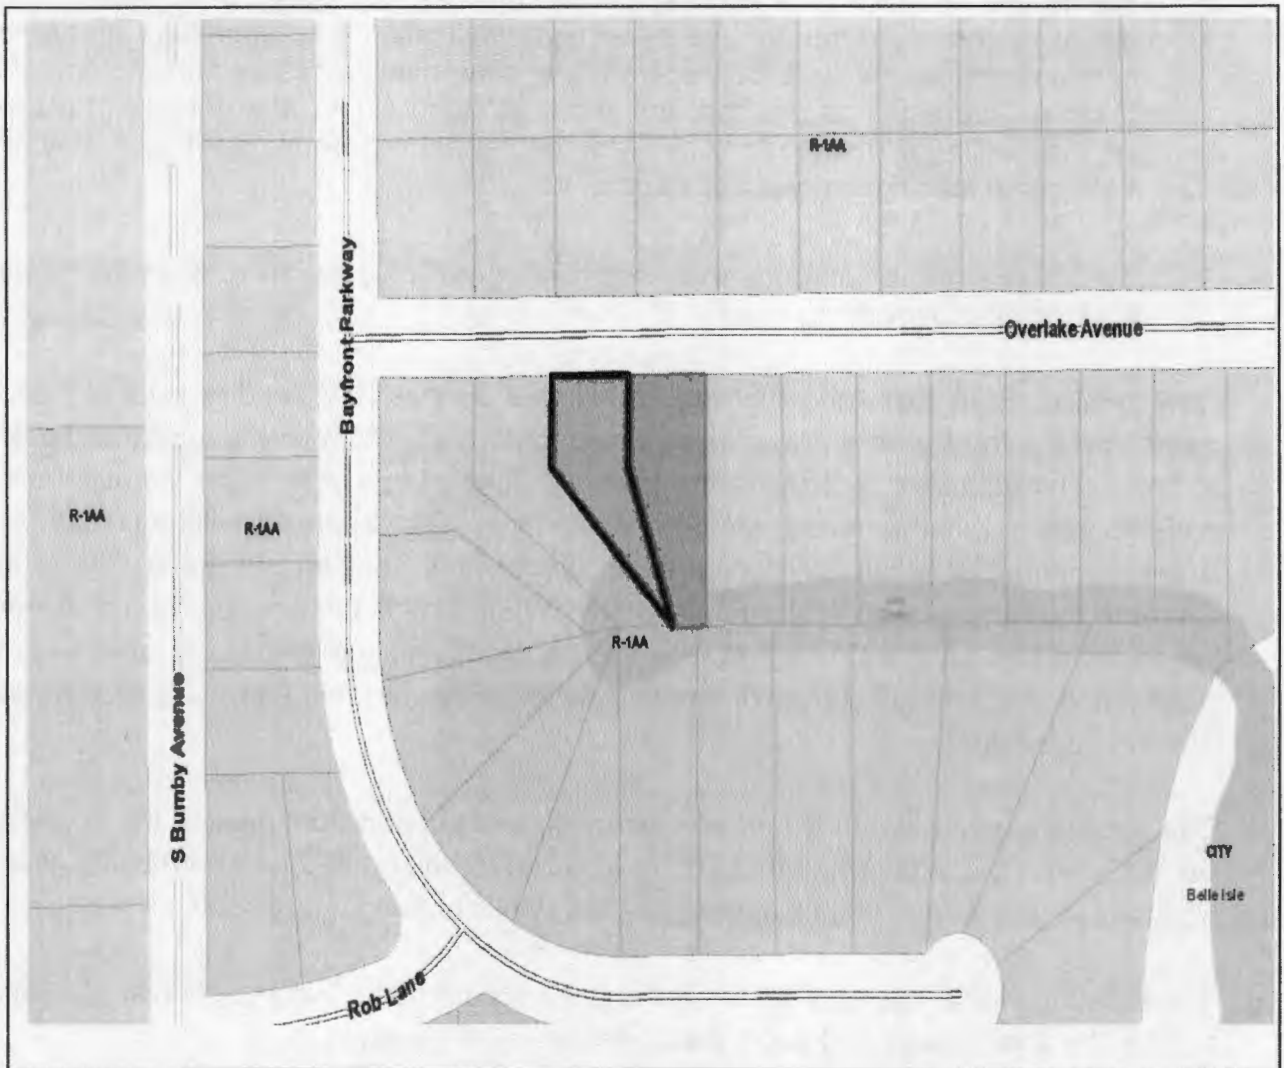 R-1AA
Bayfront Parkway
Overlake Avenue
R-1AA
R-1AA
R-1AA
S Bumby Avenue
CITY
Belle Isle
Rob Lane